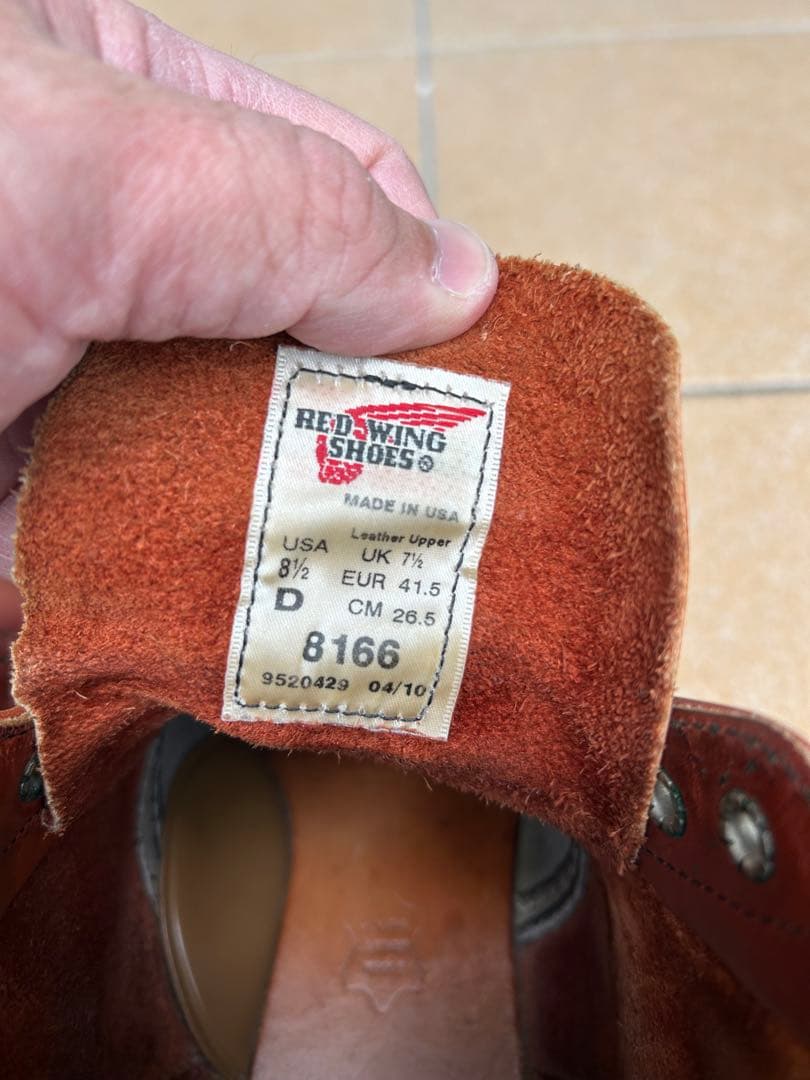 RED WING
SHOES®
MADE IN USA
Leather Upper
USA UK 7½
8½ EUR 41.5
D CM 26.5
8166
9520429 04/10